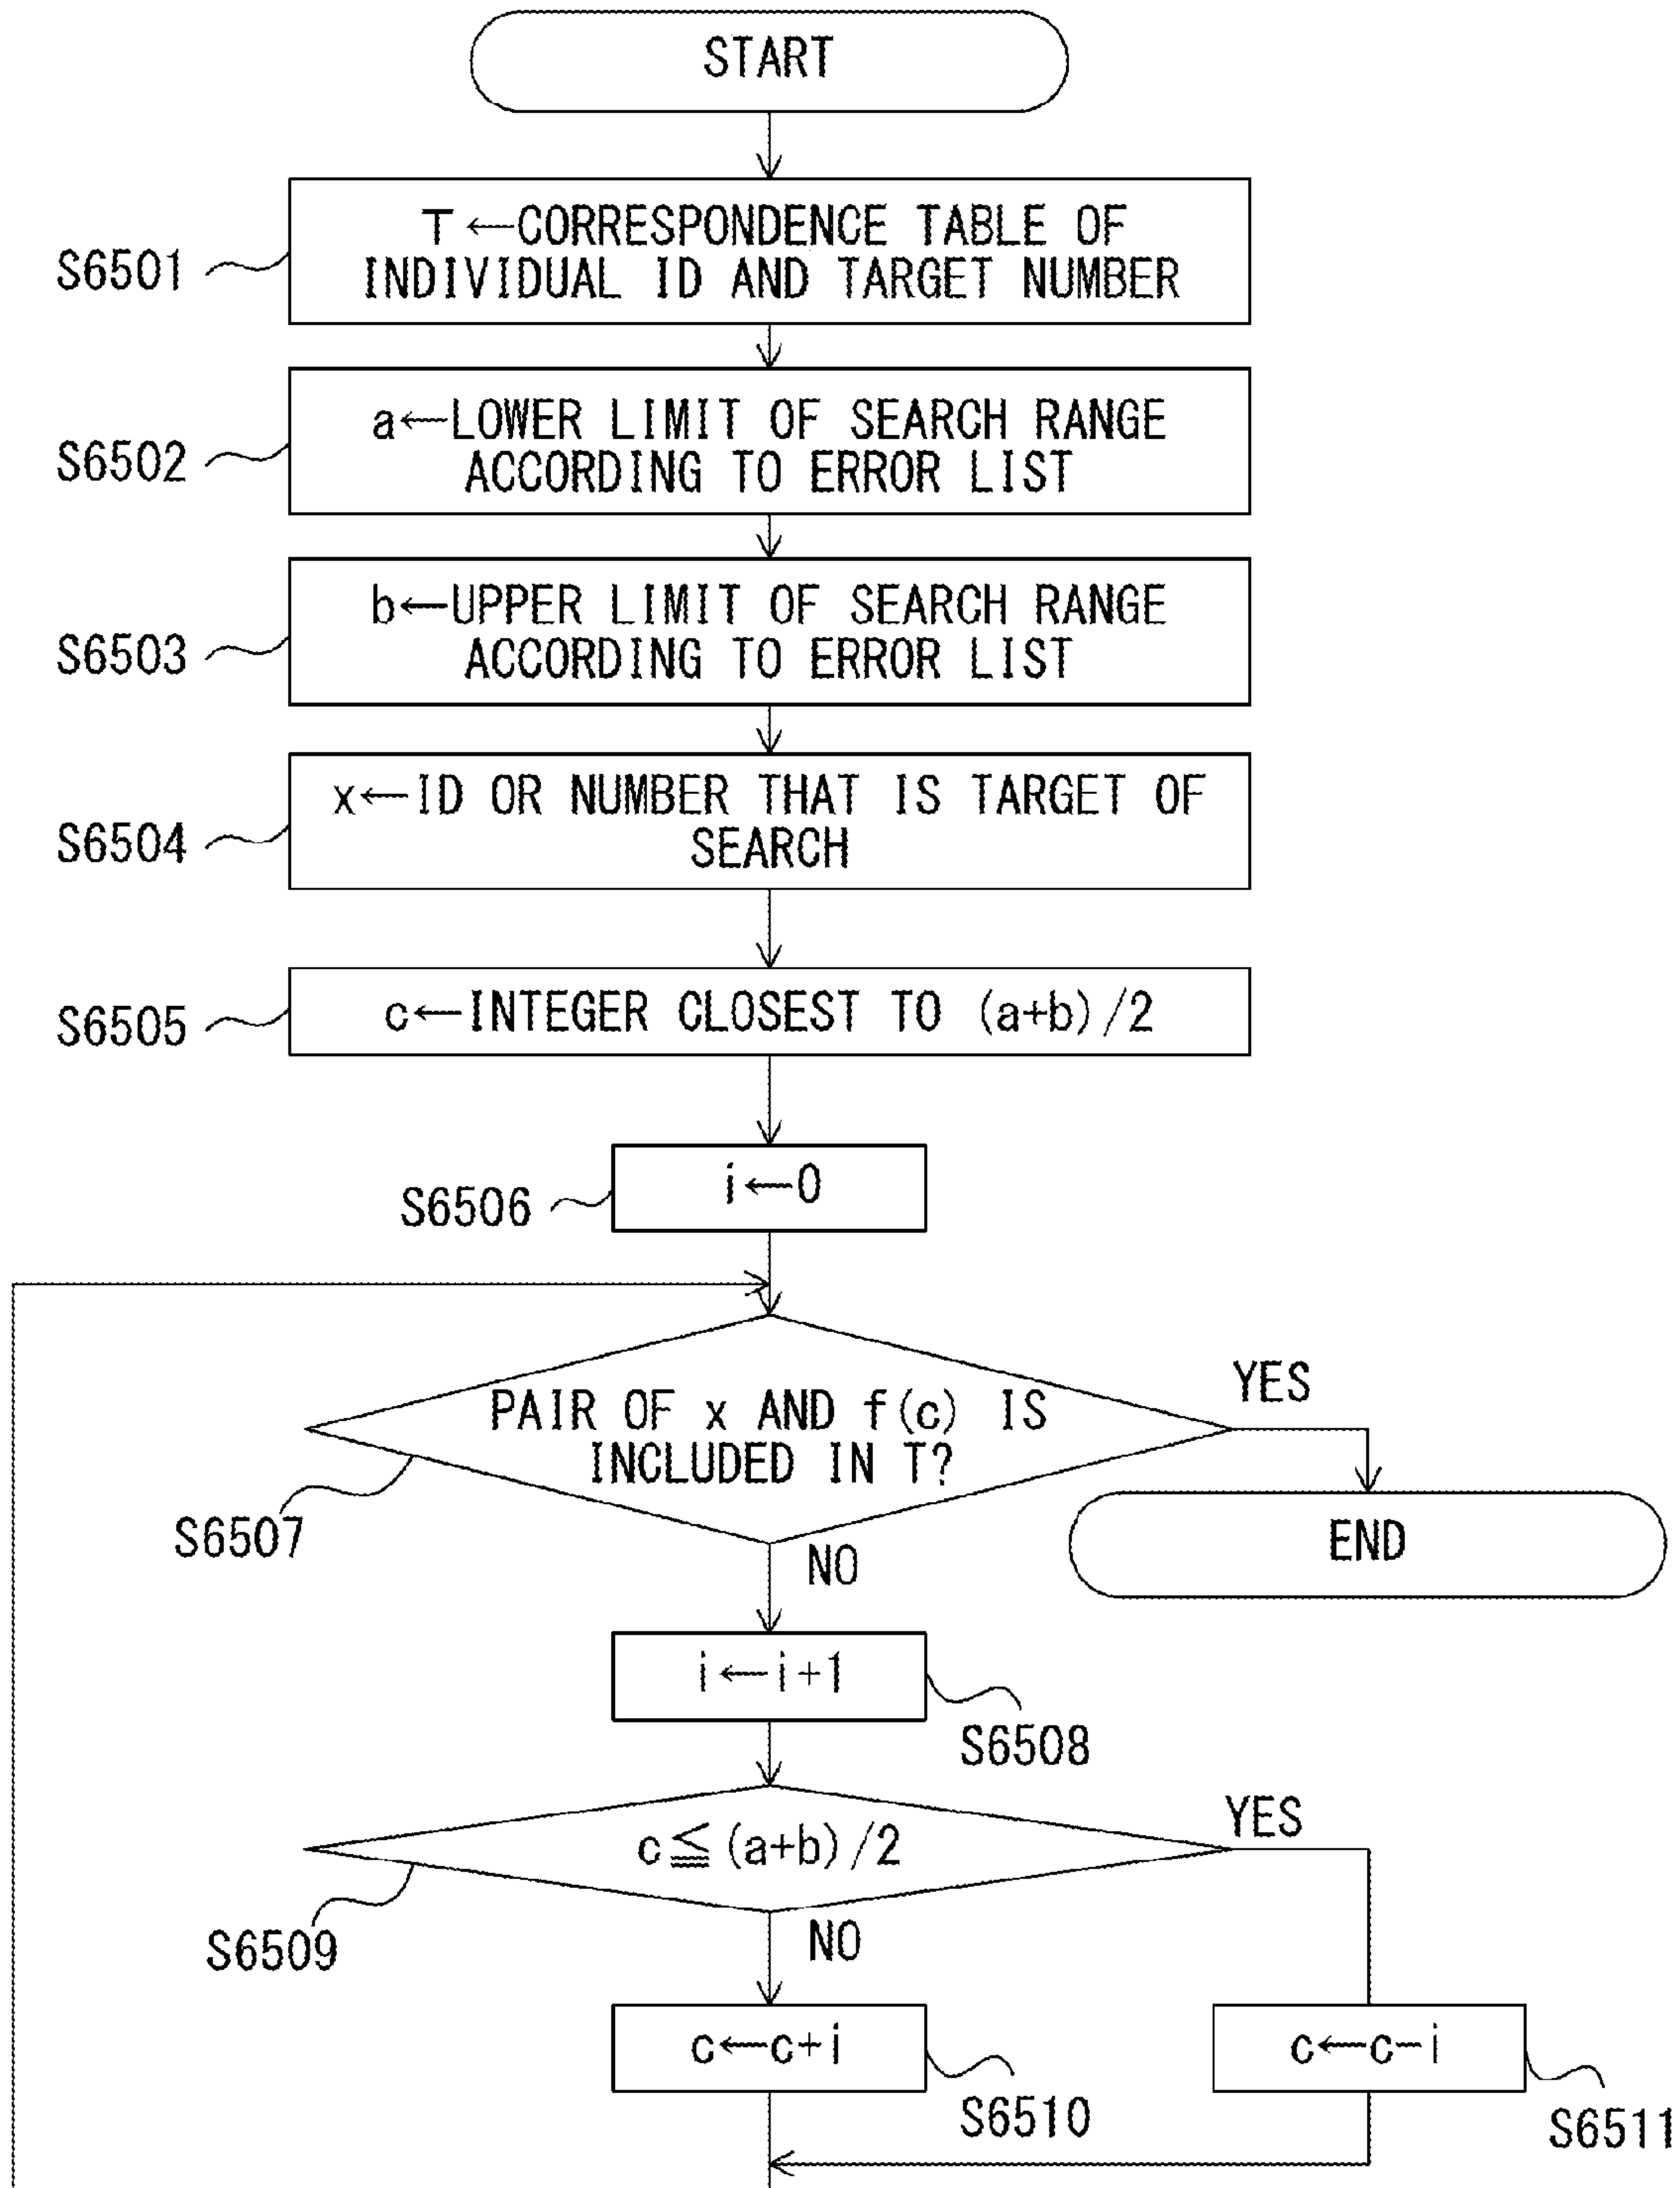 START
S6501
T←CORRESPONDENCE TABLE OF
INDIVIDUAL ID AND TARGET NUMBER
S6502
a←LOWER LIMIT OF SEARCH RANGE
ACCORDING TO ERROR LIST
S6503
b←UPPER LIMIT OF SEARCH RANGE
ACCORDING TO ERROR LIST
S6504
x←ID OR NUMBER THAT IS TARGET OF
SEARCH
S6505
c←INTEGER CLOSEST TO (a+b)/2
S6506
i←0
PAIR OF x AND f(c) IS
INCLUDED IN T?
YES
S6507
END
NO
i←i+1
S6508
c≦(a+b)/2
YES
S6509
NO
c←c+i
S6510
c←c-i
S6511